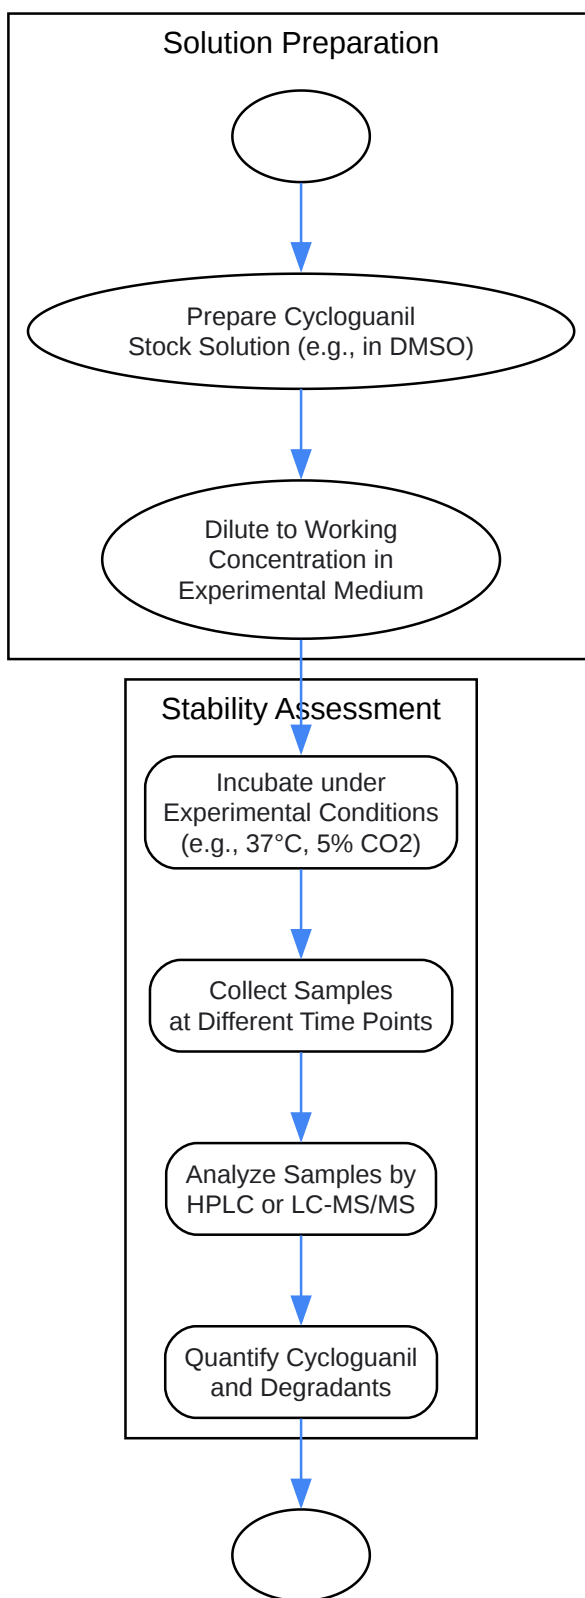 Solution Preparation
Prepare Cycloguanil
Stock Solution (e.g., in DMSO)
Dilute to Working
Concentration in
Experimental Medium
Stability Assessment
Incubate under
Experimental Conditions
(e.g., 37°C, 5% CO2)
Collect Samples
at Different Time Points
Analyze Samples by
HPLC or LC-MS/MS
Quantify Cycloguanil
and Degradants